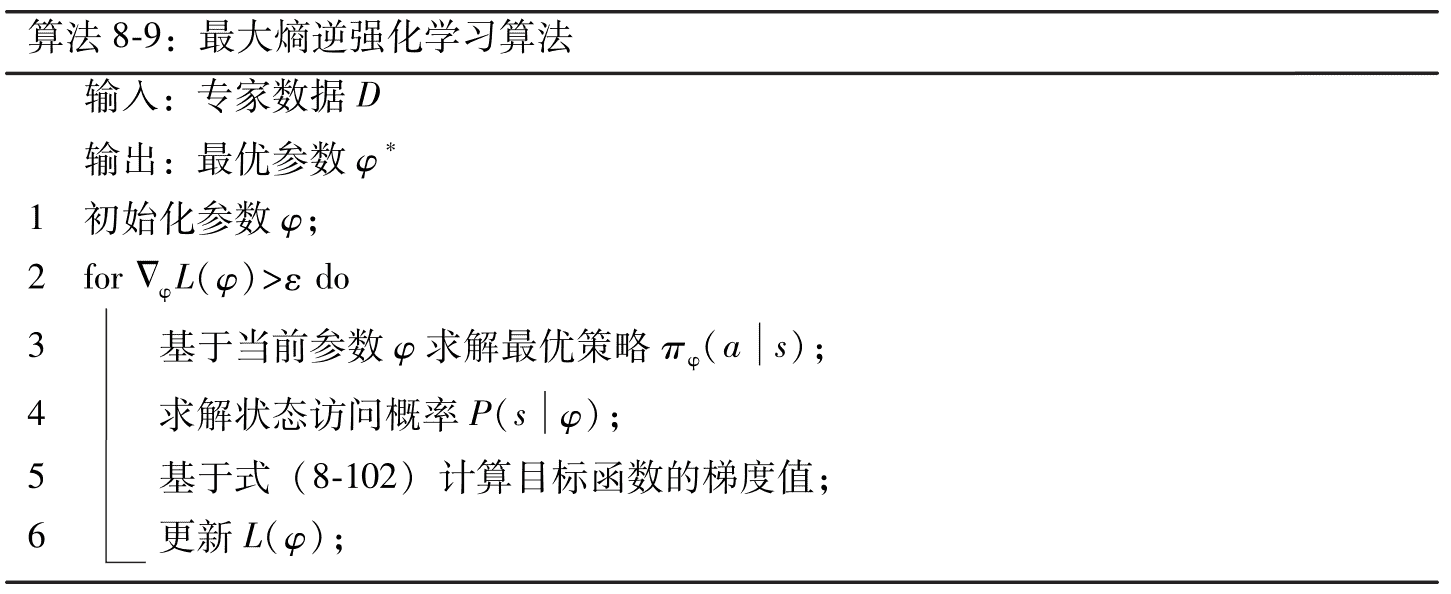 算法 8-9：最大熵逆强化学习算法
输入：专家数据 D
输出：最优参数 φ*
1 初始化参数 φ；
2 for ∇φL(φ)>ε do
3 基于当前参数 φ 求解最优策略 πφ(a|s)；
4 求解状态访问概率 P(s|φ)；
5 基于式（8-102）计算目标函数的梯度值；
6 更新 L(φ)；